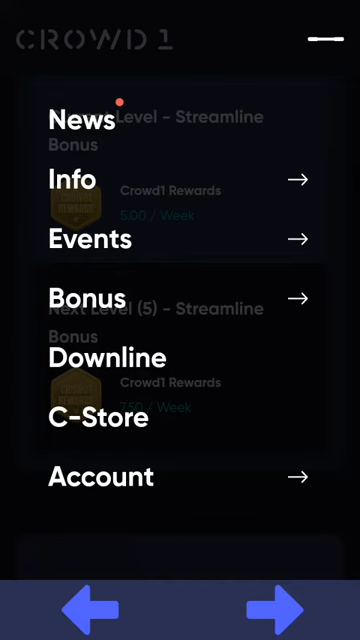 CROWD 1
Current Level - Streamline
Bonus
News
Info
Crowd1 Rewards
5.00 / Week
Events
Bonus
Next Level (5) - Streamline
Bonus
Downline
Crowd1 Rewards
7.50 / Week
C-Store
Account